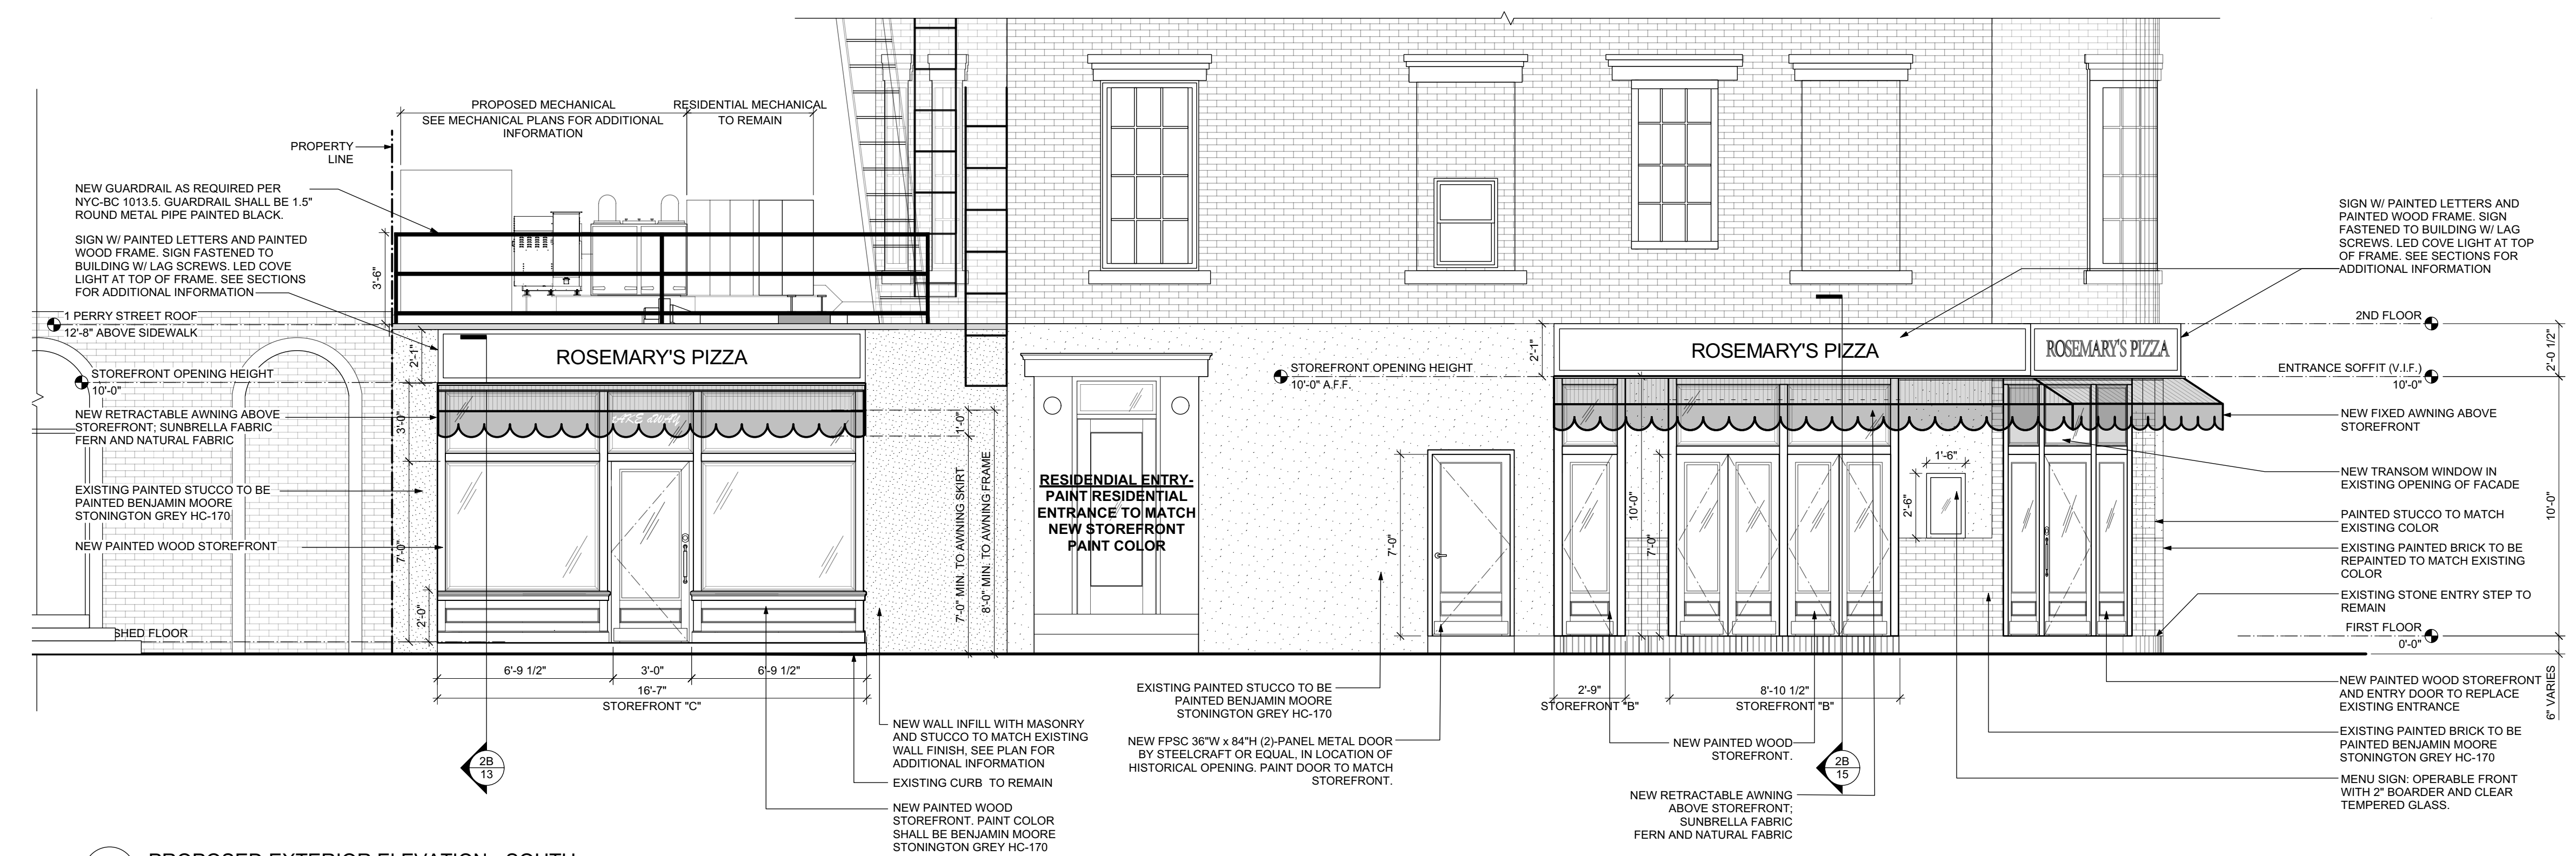 PROPOSED MECHANICAL
SEE MECHANICAL PLANS FOR ADDITIONAL
INFORMATION
RESIDENTIAL MECHANICAL
TO REMAIN
PROPERTY
LINE
NEW GUARDRAIL AS REQUIRED PER
NYC-BC 1013.5. GUARDRAIL SHALL BE 1.5"
ROUND METAL PIPE PAINTED BLACK.
SIGN W/ PAINTED LETTERS AND PAINTED
WOOD FRAME. SIGN FASTENED TO
BUILDING W/ LAG SCREWS. LED COVE
LIGHT AT TOP OF FRAME. SEE SECTIONS
FOR ADDITIONAL INFORMATION
3'-6"
1 PERRY STREET ROOF
12'-8" ABOVE SIDEWALK
STOREFRONT OPENING HEIGHT
10'-0"
NEW RETRACTABLE AWNING ABOVE
STOREFRONT; SUNBRELLA FABRIC
FERN AND NATURAL FABRIC
EXISTING PAINTED STUCCO TO BE
PAINTED BENJAMIN MOORE
STONINGTON GREY HC-170
NEW PAINTED WOOD STOREFRONT
SHED FLOOR
2'-1"
3'-0"
7'-0"
2'-0"
ROSEMARY'S PIZZA
TAKE AWAY
1'-0"
7'-0" MIN. TO AWNING SKIRT
8'-0" MIN. TO AWNING FRAME
6'-9 1/2"
3'-0"
6'-9 1/2"
16'-7"
STOREFRONT "C"
2B
13
NEW WALL INFILL WITH MASONRY
AND STUCCO TO MATCH EXISTING
WALL FINISH, SEE PLAN FOR
ADDITIONAL INFORMATION
EXISTING CURB TO REMAIN
NEW PAINTED WOOD
STOREFRONT. PAINT COLOR
SHALL BE BENJAMIN MOORE
STONINGTON GREY HC-170
RESIDENDIAL ENTRY-
PAINT RESIDENTIAL
ENTRANCE TO MATCH
NEW STOREFRONT
PAINT COLOR
STOREFRONT OPENING HEIGHT
10'-0" A.F.F.
2'-1"
7'-0"
EXISTING PAINTED STUCCO TO BE
PAINTED BENJAMIN MOORE
STONINGTON GREY HC-170
NEW FPSC 36"W x 84"H (2)-PANEL METAL DOOR
BY STEELCRAFT OR EQUAL, IN LOCATION OF
HISTORICAL OPENING. PAINT DOOR TO MATCH
STOREFRONT.
ROSEMARY'S PIZZA
ROSEMARY'S PIZZA
10'-0"
7'-0"
1'-6"
2'-6"
2'-9"
STOREFRONT "B"
8'-10 1/2"
STOREFRONT "B"
NEW PAINTED WOOD
STOREFRONT.
2B
15
NEW RETRACTABLE AWNING
ABOVE STOREFRONT;
SUNBRELLA FABRIC
FERN AND NATURAL FABRIC
SIGN W/ PAINTED LETTERS AND
PAINTED WOOD FRAME. SIGN
FASTENED TO BUILDING W/ LAG
SCREWS. LED COVE LIGHT AT TOP
OF FRAME. SEE SECTIONS FOR
ADDITIONAL INFORMATION
2ND FLOOR
2'-0 1/2"
ENTRANCE SOFFIT (V.I.F.)
10'-0"
NEW FIXED AWNING ABOVE
STOREFRONT
NEW TRANSOM WINDOW IN
EXISTING OPENING OF FACADE
PAINTED STUCCO TO MATCH
EXISTING COLOR
10'-0"
EXISTING PAINTED BRICK TO BE
REPAINTED TO MATCH EXISTING
COLOR
EXISTING STONE ENTRY STEP TO
REMAIN
FIRST FLOOR
0'-0"
NEW PAINTED WOOD STOREFRONT
AND ENTRY DOOR TO REPLACE
EXISTING ENTRANCE
6" VARIES
EXISTING PAINTED BRICK TO BE
PAINTED BENJAMIN MOORE
STONINGTON GREY HC-170
MENU SIGN: OPERABLE FRONT
WITH 2" BOARDER AND CLEAR
TEMPERED GLASS.
PROPOSED EXTERIOR ELEVATION - SOUTH